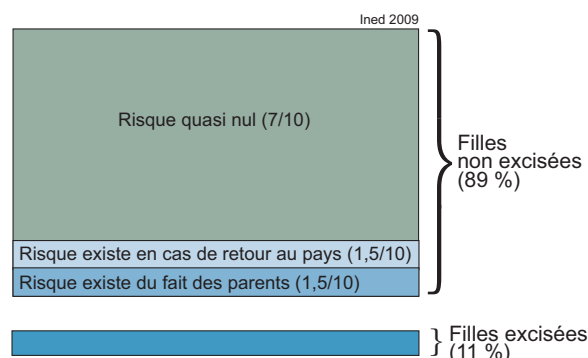 Ined 2009
Risque quasi nul (7/10)
Filles
non excisées
(89 %)
Risque existe en cas de retour au pays (1,5/10)
Risque existe du fait des parents (1,5/10)
Filles excisées
(11 %)